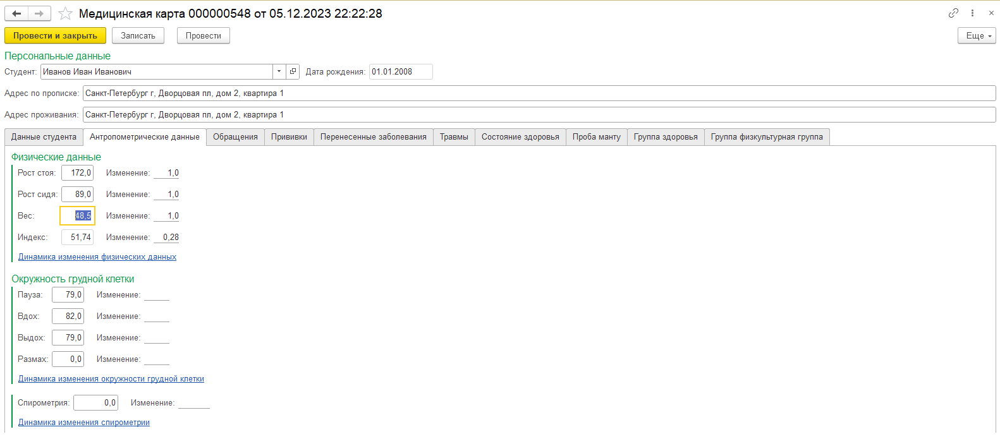 Медицинская карта 000000548 от 05.12.2023 22:22:28
Провести и закрыть Записать Провести Еще
Персональные данные
Студент: Иванов Иван Иванович Дата рождения: 01.01.2008
Адрес по прописке: Санкт-Петербург г, Дворцовая пл, дом 2, квартира 1
Адрес проживания: Санкт-Петербург г, Дворцовая пл, дом 2, квартира 1
Данные студента Антропометрические данные Обращения Прививки Перенесенные заболевания Травмы Состояние здоровья Проба манту Группа здоровья Группа физкультурная группа
Физические данные
Рост стоя: 172,0 Изменение: 1,0
Рост сидя: 89,0 Изменение: 1,0
Вес: 48,5 Изменение: 1,0
Индекс: 51,74 Изменение: 0,28
Динамика изменения физических данных
Окружность грудной клетки
Пауза: 79,0 Изменение:
Вдох: 82,0 Изменение:
Выдох: 79,0 Изменение:
Размах: 0,0 Изменение:
Динамика изменения окружности грудной клетки
Спирометрия: 0,0 Изменение:
Динамика изменения спирометрии